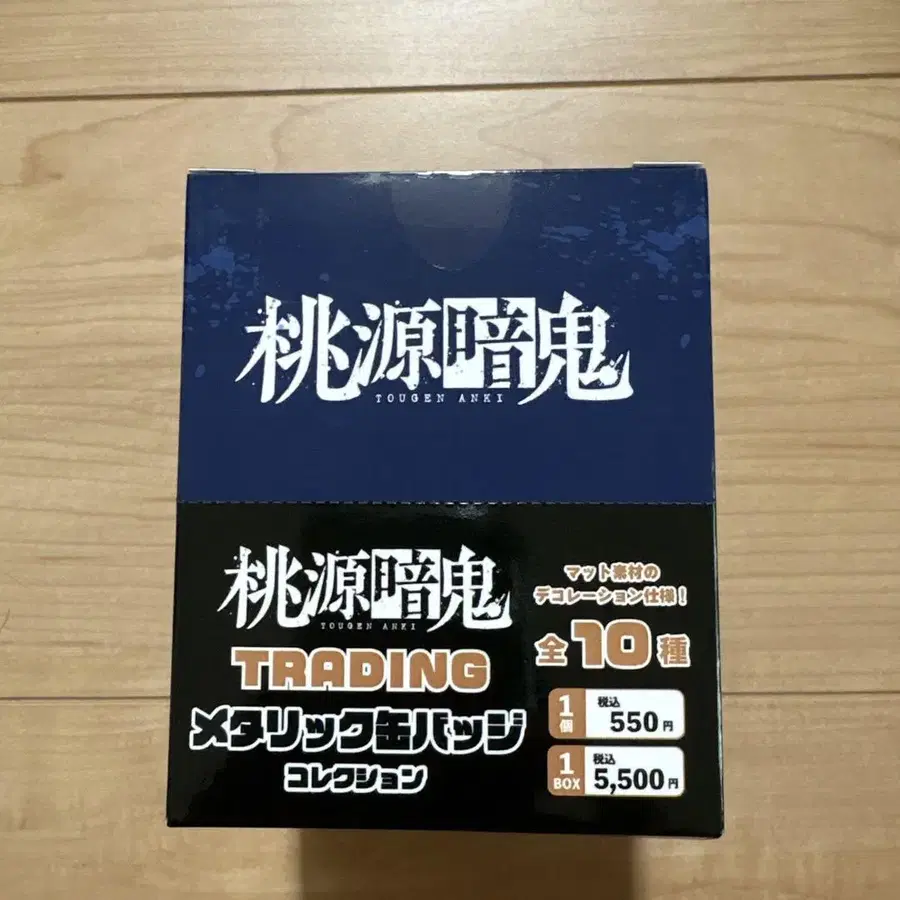 桃源暗鬼
TOUGEN ANKI
桃源暗鬼
TOUGEN ANKI
TRADING
メタリック缶バッジ
コレクション
マット素材の
デコレーション仕様！
全10種
1個 税込 550円
1BOX 税込 5,500円